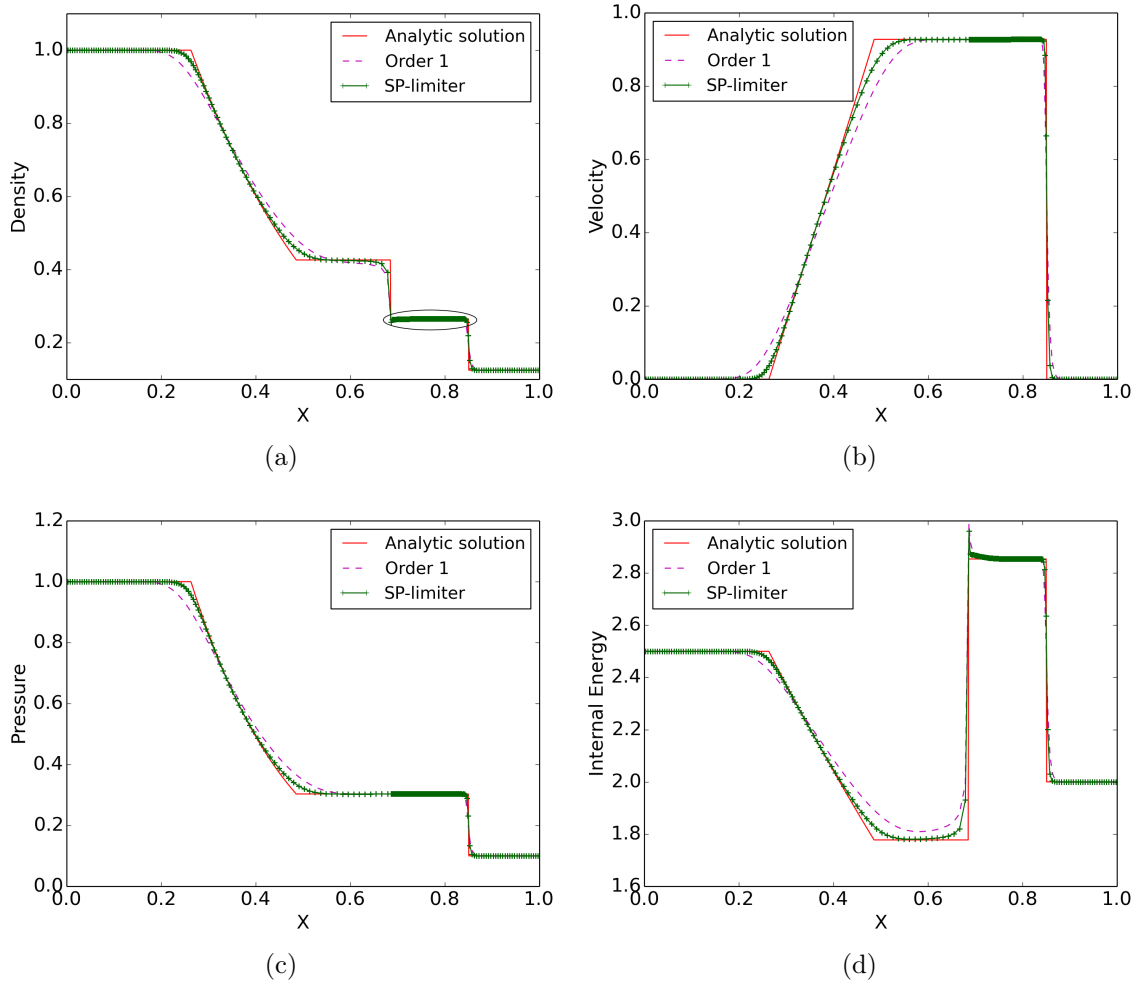 1.0
0.8
0.6
0.4
0.2
Density
0.0 0.2 0.4 0.6 0.8 1.0
X
Analytic solution
Order 1
SP-limiter
(a)
1.0
0.8
0.6
0.4
0.2
0.0
Velocity
0.0 0.2 0.4 0.6 0.8 1.0
X
Analytic solution
Order 1
SP-limiter
(b)
1.2
1.0
0.8
0.6
0.4
0.2
0.0
Pressure
0.0 0.2 0.4 0.6 0.8 1.0
X
Analytic solution
Order 1
SP-limiter
(c)
3.0
2.8
2.6
2.4
2.2
2.0
1.8
1.6
Internal Energy
0.0 0.2 0.4 0.6 0.8 1.0
X
Analytic solution
Order 1
SP-limiter
(d)